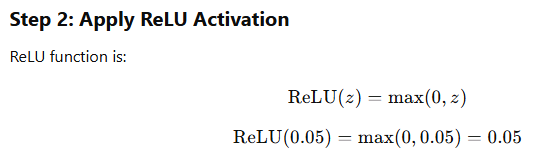 Step 2: Apply ReLU Activation
ReLU function is:
ReLU(z) = max(0, z)
ReLU(0.05) = max(0, 0.05) = 0.05